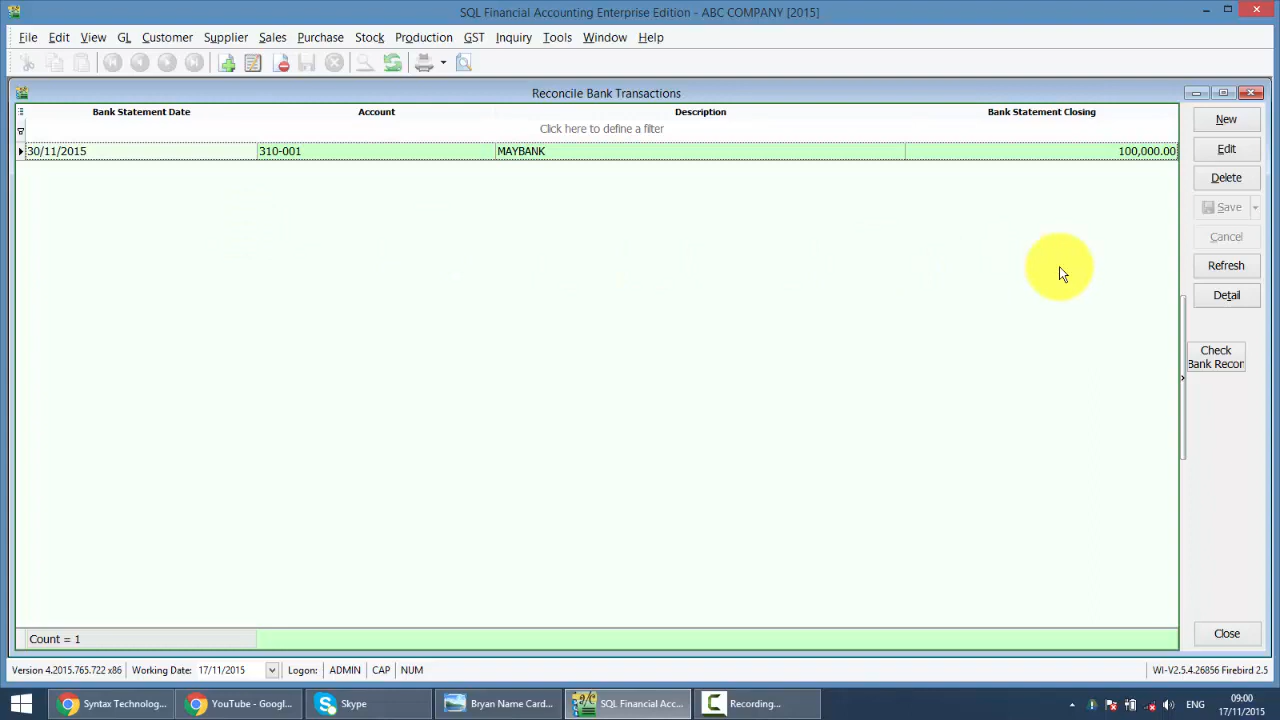 SQL Financial Accounting Enterprise Edition - ABC COMPANY [2015]
File Edit View GL Customer Supplier Sales Purchase Stock Production GST Inquiry Tools Window Help
Reconcile Bank Transactions
Bank Statement Date Account Description Bank Statement Closing
Click here to define a filter
30/11/2015 310-001 MAYBANK 100,000.00
New
Edit
Delete
Save
Cancel
Refresh
Detail
Check
Bank Recon
Count = 1
Close
Version 4.2015.765.722 x86 Working Date: 17/11/2015 Logon: ADMIN CAP NUM WI-V2.5.4.26856 Firebird 2.5
Syntax Technolog... YouTube - Googl... Skype Bryan Name Card... SQL Financial Acc... Recording... ENG 09:00
17/11/2015